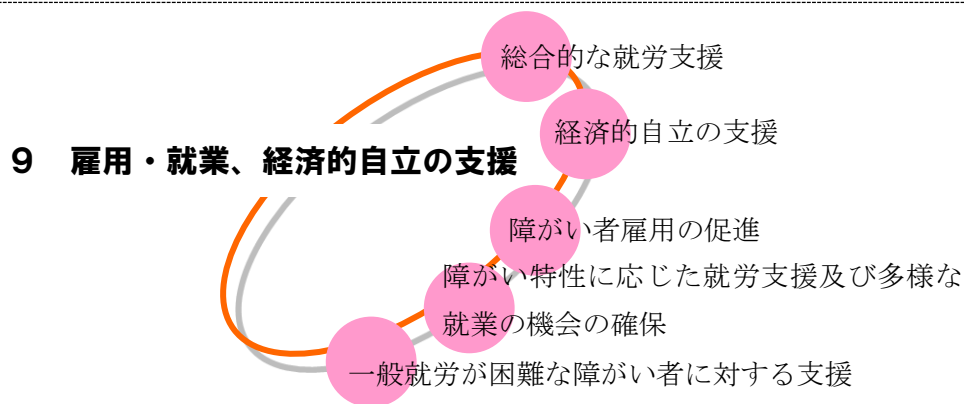 総合的な就労支援
経済的自立の支援
９　雇用・就業、経済的自立の支援
障がい者雇用の促進
障がい特性に応じた就労支援及び多様な
就業の機会の確保
一般就労が困難な障がい者に対する支援